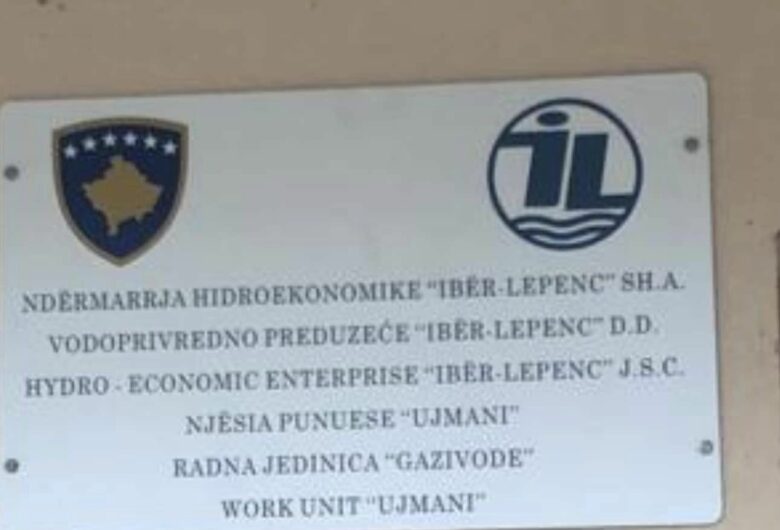 iL
NDËRMARRJA HIDROEKONOMIKE "IBËR-LEPENC" SH.A.
VODOPRIVREDNO PREDUZEĆE "IBËR-LEPENC" D.D.
HYDRO - ECONOMIC ENTERPRISE "IBËR-LEPENC" J.S.C.
NJËSIA PUNUESE "UJMANI"
RADNA JEDINICA "GAZIVODE"
WORK UNIT "UJMANI"